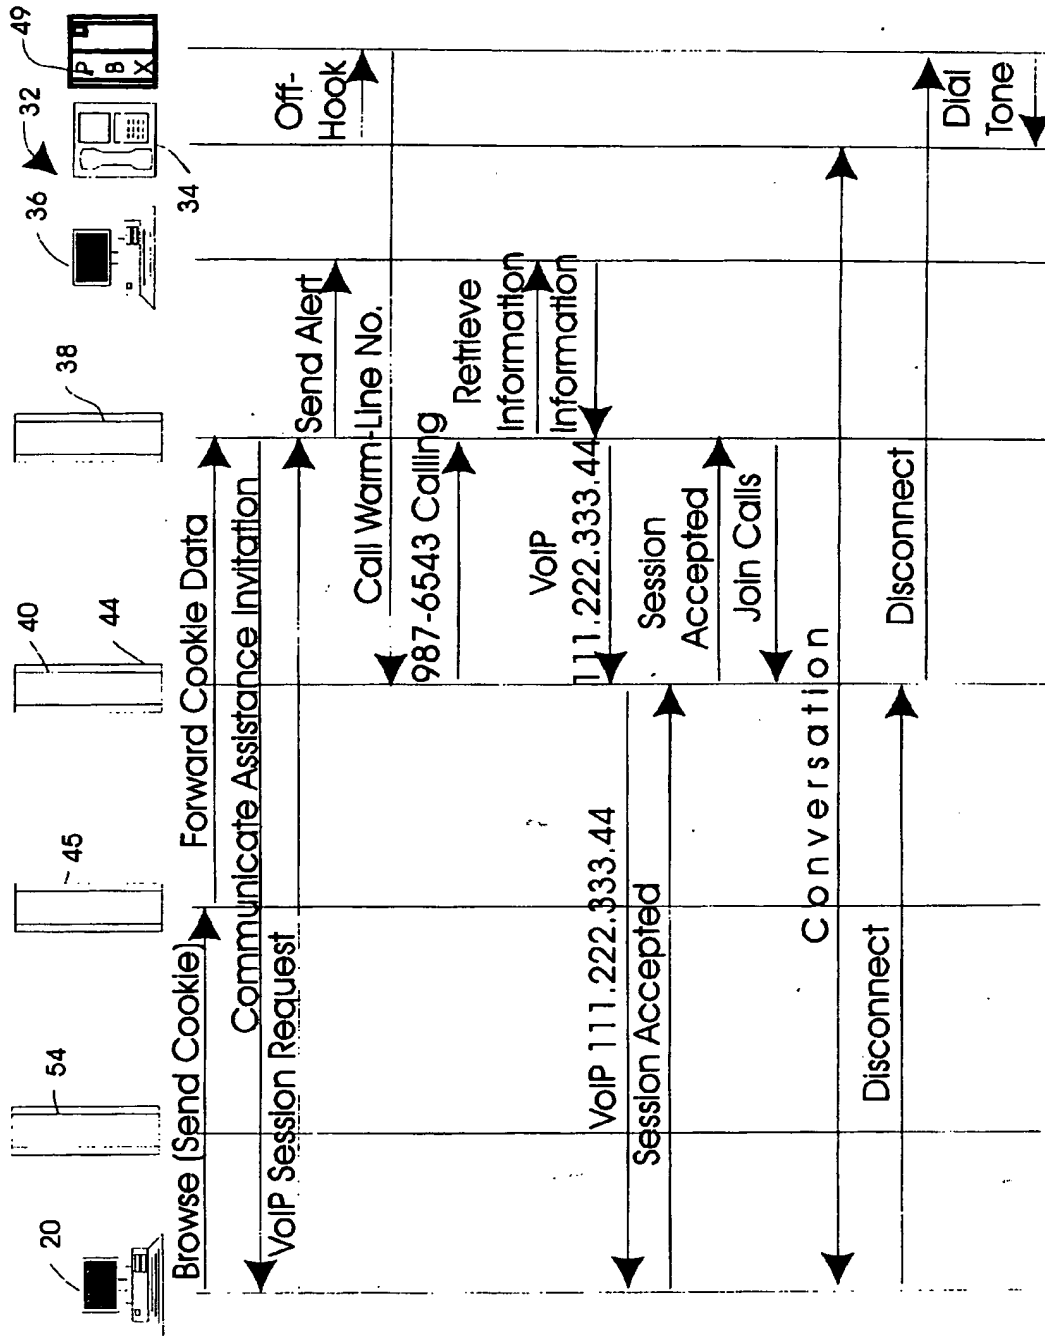 20
54
45
40
44
38
36
32
34
49
P
B
X
Browse (Send Cookie)
Forward Cookie Data
Communicate Assistance Invitation
VoIP Session Request
Send Alert
Off-
Hook
Call Warm-Line No.
987-6543 Calling
Retrieve
Information
Information
VoIP
111.222.333.44
VoIP 111.222.333.44
Session Accepted
Session
Accepted
Join Calls
Conversation
Disconnect
Disconnect
Dial
Tone